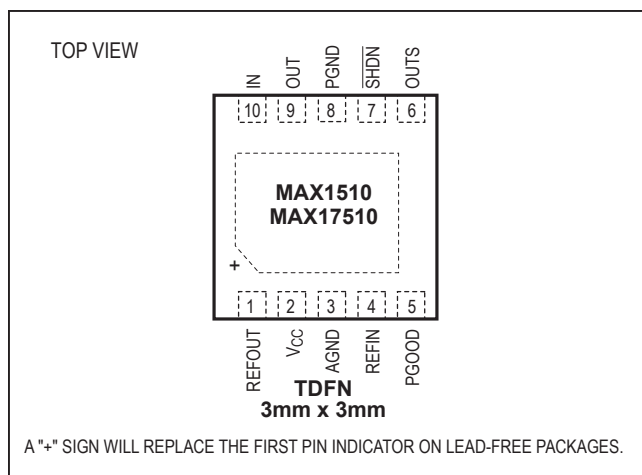 TOP VIEW
IN
OUT
PGND
SHDN
OUTS
10 9 8 7 6
MAX1510
MAX17510
+
1 2 3 4 5
REFOUT
VCC
AGND
REFIN
PGOOD
TDFN
3mm x 3mm
A "+" SIGN WILL REPLACE THE FIRST PIN INDICATOR ON LEAD-FREE PACKAGES.